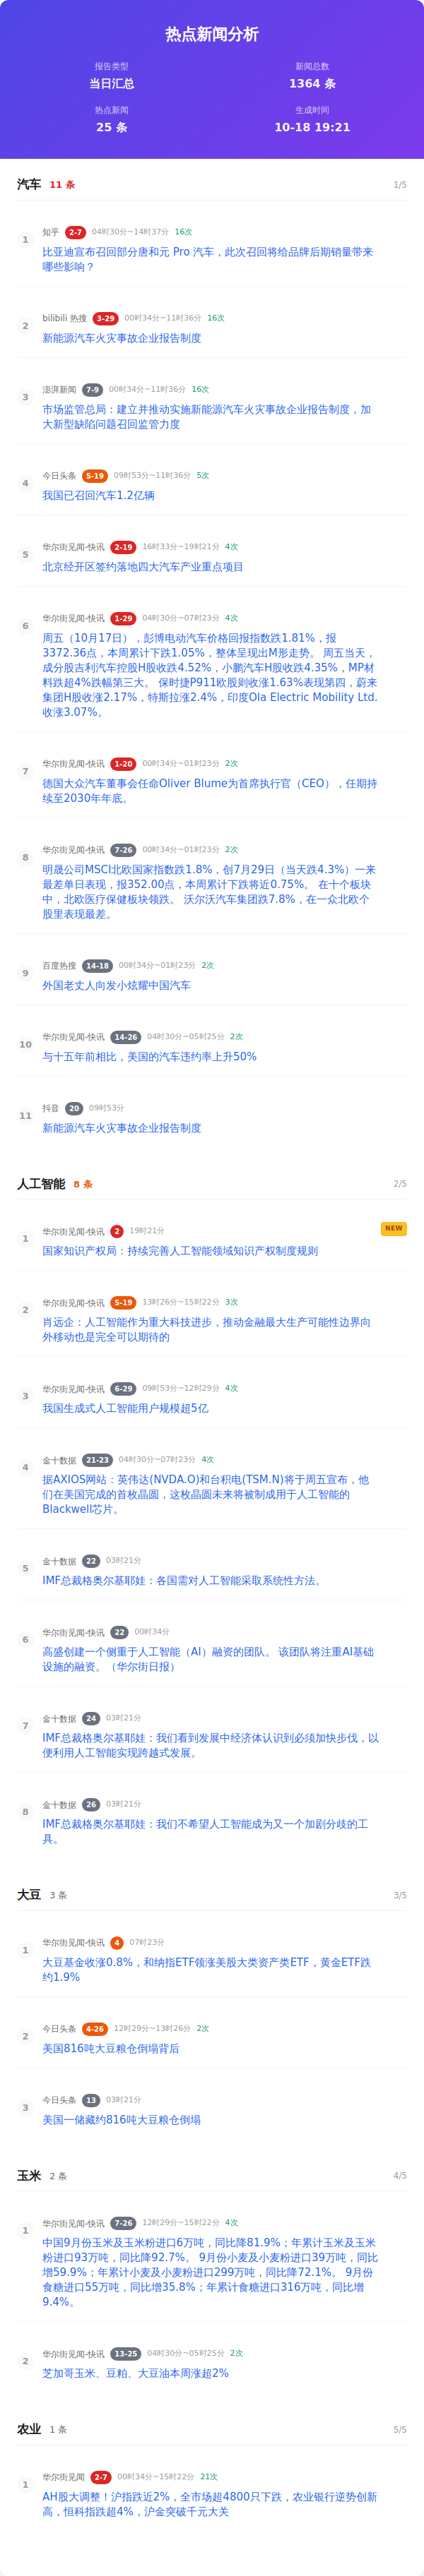 热点新闻分析
报告类型 新闻总数
当日汇总 1364 条
热点新闻 生成时间
25 条 10-18 19:21
汽车 11 条 1/5
1 知乎 2-7 04时30分~14时37分 16次
比亚迪宣布召回部分唐和元 Pro 汽车，此次召回将给品牌后期销量带来
哪些影响？
2 bilibili 热搜 3-29 00时34分~11时36分 16次
新能源汽车火灾事故企业报告制度
3 澎湃新闻 7-9 00时34分~11时36分 16次
市场监管总局：建立并推动实施新能源汽车火灾事故企业报告制度，加
大新型缺陷问题召回监管力度
4 今日头条 5-19 09时53分~11时36分 5次
我国已召回汽车1.2亿辆
5 华尔街见闻-快讯 2-19 16时33分~19时21分 4次
北京经开区签约落地四大汽车产业重点项目
6 华尔街见闻-快讯 1-29 04时30分~07时23分 4次
周五（10月17日），彭博电动汽车价格回报指数跌1.81%，报
3372.36点，本周累计下跌1.05%，整体呈现出M形走势。 周五当天，
成分股吉利汽车控股H股收跌4.52%，小鹏汽车H股收跌4.35%，MP材
料跌超4%跌幅第三大。 保时捷P911欧股则收涨1.63%表现第四，蔚来
集团H股收涨2.17%，特斯拉涨2.4%，印度Ola Electric Mobility Ltd.
收涨3.07%。
7 华尔街见闻-快讯 1-20 00时34分~01时23分 2次
德国大众汽车董事会任命Oliver Blume为首席执行官（CEO），任期持
续至2030年年底。
8 华尔街见闻-快讯 7-26 00时34分~01时23分 2次
明晟公司MSCI北欧国家指数跌1.8%，创7月29日（当天跌4.3%）一来
最差单日表现，报352.00点，本周累计下跌将近0.75%。 在十个板块
中，北欧医疗保健板块领跌。 沃尔沃汽车集团跌7.8%，在一众北欧个
股里表现最差。
9 百度热搜 14-18 00时34分~01时23分 2次
外国老丈人向发小炫耀中国汽车
10 华尔街见闻-快讯 14-26 04时30分~05时25分 2次
与十五年前相比，美国的汽车违约率上升50%
11 抖音 20 09时53分
新能源汽车火灾事故企业报告制度
人工智能 8 条 2/5
1 华尔街见闻-快讯 2 19时21分 NEW
国家知识产权局：持续完善人工智能领域知识产权制度规则
2 华尔街见闻-快讯 5-19 13时26分~15时22分 3次
肖远企：人工智能作为重大科技进步，推动金融最大生产可能性边界向
外移动也是完全可以期待的
3 华尔街见闻-快讯 6-29 09时53分~12时29分 4次
我国生成式人工智能用户规模超5亿
4 金十数据 21-23 04时30分~07时23分 4次
据AXIOS网站：英伟达(NVDA.O)和台积电(TSM.N)将于周五宣布，他
们在美国完成的首枚晶圆，这枚晶圆未来将被制成用于人工智能的
Blackwell芯片。
5 金十数据 22 03时21分
IMF总裁格奥尔基耶娃：各国需对人工智能采取系统性方法。
6 华尔街见闻-快讯 22 00时34分
高盛创建一个侧重于人工智能（AI）融资的团队。 该团队将注重AI基础
设施的融资。（华尔街日报）
7 金十数据 24 03时21分
IMF总裁格奥尔基耶娃：我们看到发展中经济体认识到必须加快步伐，以
便利用人工智能实现跨越式发展。
8 金十数据 26 03时21分
IMF总裁格奥尔基耶娃：我们不希望人工智能成为又一个加剧分歧的工
具。
大豆 3 条 3/5
1 华尔街见闻-快讯 4 07时23分
大豆基金收涨0.8%，和纳指ETF领涨美股大类资产类ETF，黄金ETF跌
约1.9%
2 今日头条 4-26 12时29分~13时26分 2次
美国816吨大豆粮仓倒塌背后
3 今日头条 13 03时21分
美国一储藏约816吨大豆粮仓倒塌
玉米 2 条 4/5
1 华尔街见闻-快讯 7-26 12时29分~15时22分 4次
中国9月份玉米及玉米粉进口6万吨，同比降81.9%；年累计玉米及玉米
粉进口93万吨，同比降92.7%。 9月份小麦及小麦粉进口39万吨，同比
增59.9%；年累计小麦及小麦粉进口299万吨，同比降72.1%。 9月份
食糖进口55万吨，同比增35.8%；年累计食糖进口316万吨，同比增
9.4%。
2 华尔街见闻-快讯 13-25 04时30分~05时25分 2次
芝加哥玉米、豆粕、大豆油本周涨超2%
农业 1 条 5/5
1 华尔街见闻 2-7 00时34分~15时22分 21次
AH股大调整！沪指跌近2%，全市场超4800只下跌，农业银行逆势创新
高，恒科指跌超4%，沪金突破千元大关